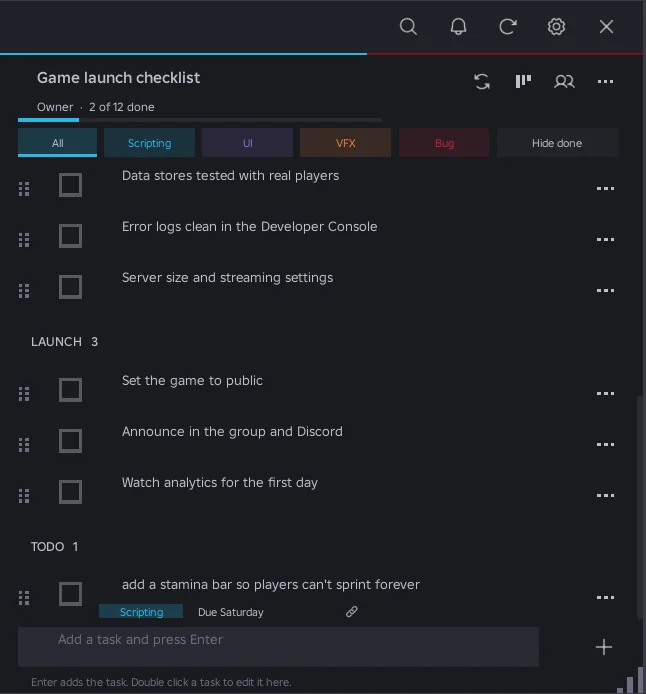 Game launch checklist
Owner · 2 of 12 done
All Scripting UI VFX Bug Hide done
Data stores tested with real players
Error logs clean in the Developer Console
Server size and streaming settings
LAUNCH 3
Set the game to public
Announce in the group and Discord
Watch analytics for the first day
TODO 1
add a stamina bar so players can't sprint forever
Scripting Due Saturday
Add a task and press Enter
Enter adds the task. Double click a task to edit it here.